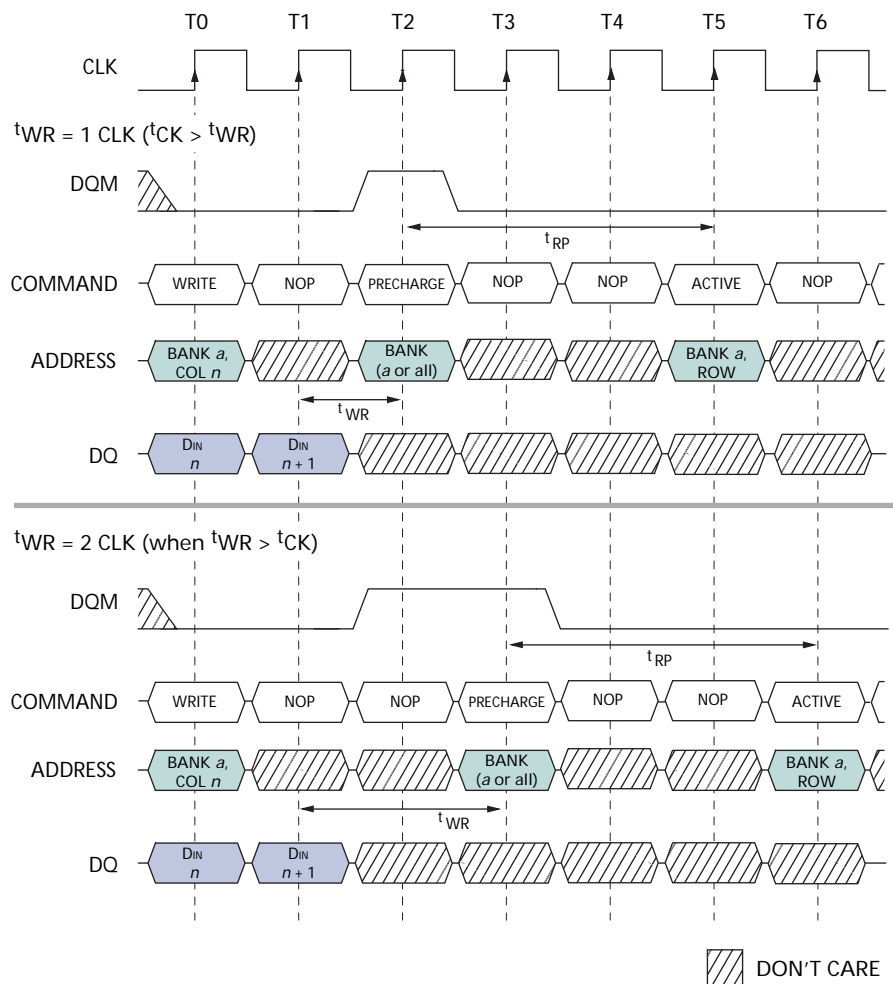 T0 T1 T2 T3 T4 T5 T6
CLK
tWR = 1 CLK (tCK > tWR)
DQM
tRP
COMMAND WRITE NOP PRECHARGE NOP NOP ACTIVE NOP
ADDRESS BANK a, COL n BANK (a or all) BANK a, ROW
tWR
DQ DIN n DIN n + 1
tWR = 2 CLK (when tWR > tCK)
DQM
tRP
COMMAND WRITE NOP NOP PRECHARGE NOP NOP ACTIVE
ADDRESS BANK a, COL n BANK (a or all) BANK a, ROW
tWR
DQ DIN n DIN n + 1
DON'T CARE